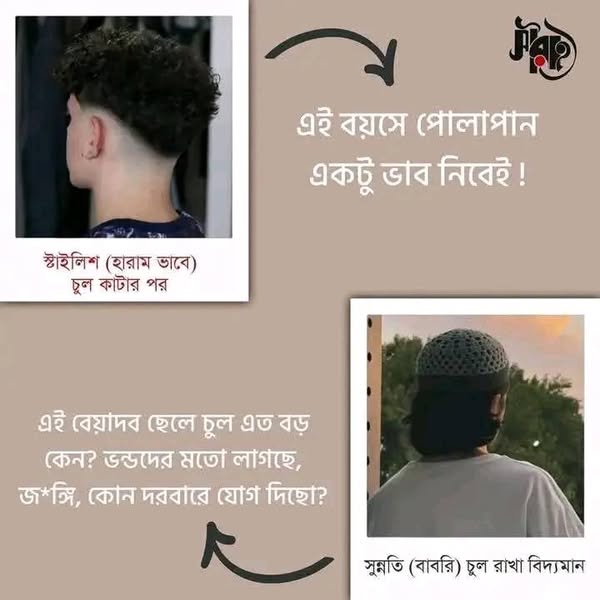 এই বয়সে পোলাপান
একটু ভাব নিবেই !
স্টাইলিশ (হারাম ভাবে)
চুল কাটার পর
এই বেয়াদব ছেলে চুল এত বড়
কেন? ভন্ডদের মতো লাগছে,
জ*ঙ্গি, কোন দরবারে যোগ দিছো?
সুন্নতি (বাবরি) চুল রাখা বিদ্যমান